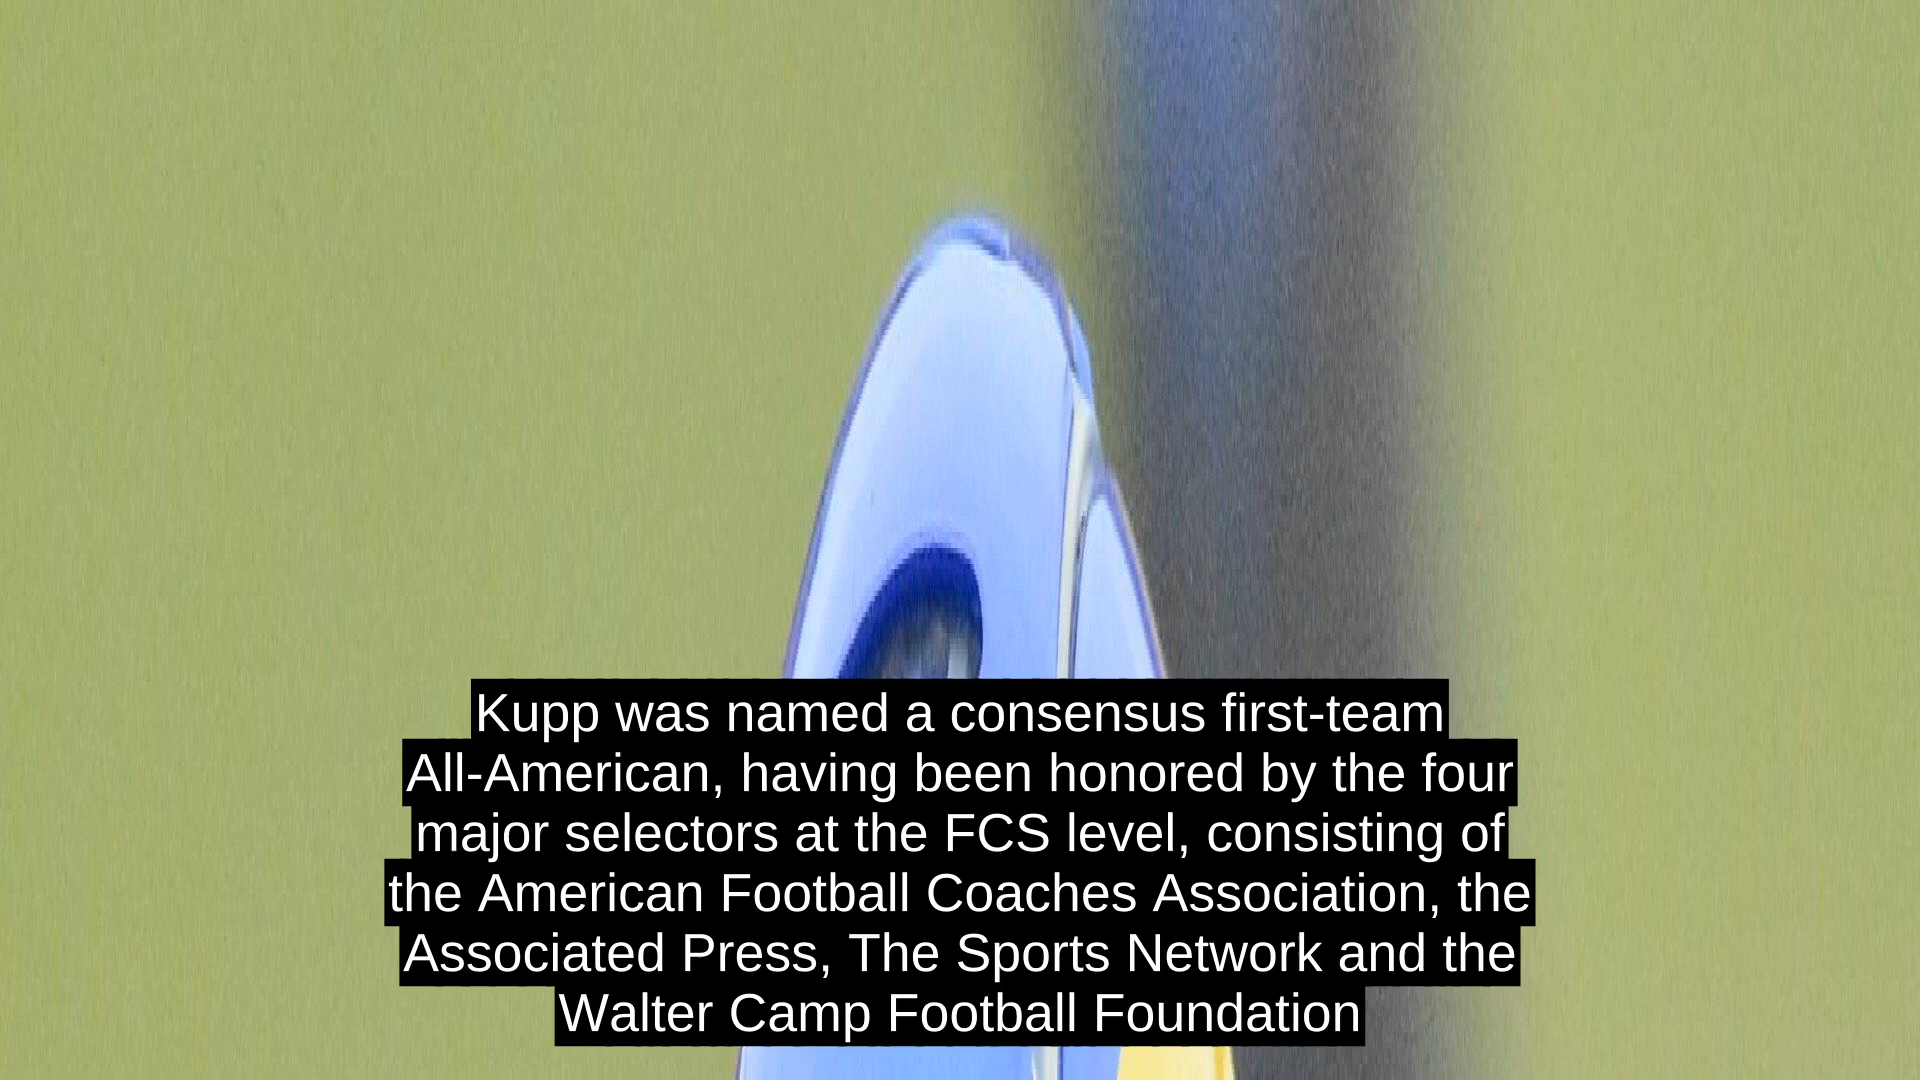 Kupp was named a consensus first-team
All-American, having been honored by the four
major selectors at the FCS level, consisting of
the American Football Coaches Association, the
Associated Press, The Sports Network and the
Walter Camp Football Foundation